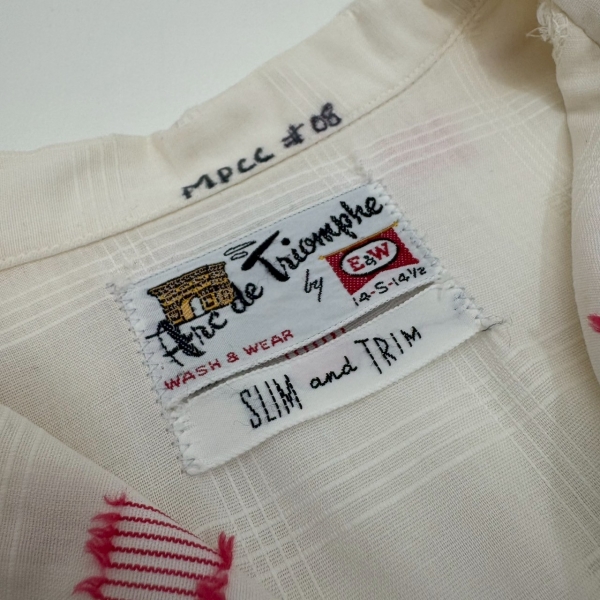 MPCC #08
Arc de Triomphe
by
E&W
WASH & WEAR
14-S-14½
SLIM and TRIM